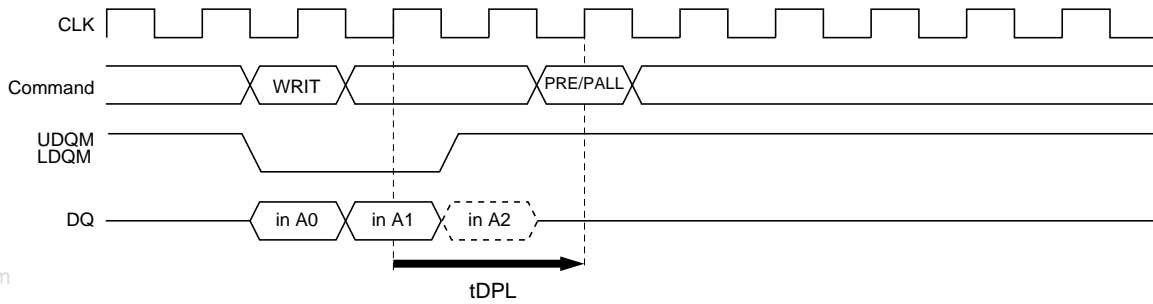 CLK
Command
WRIT
PRE/PALL
UDQM
LDQM
DQ
in A0
in A1
in A2
m
tDPL